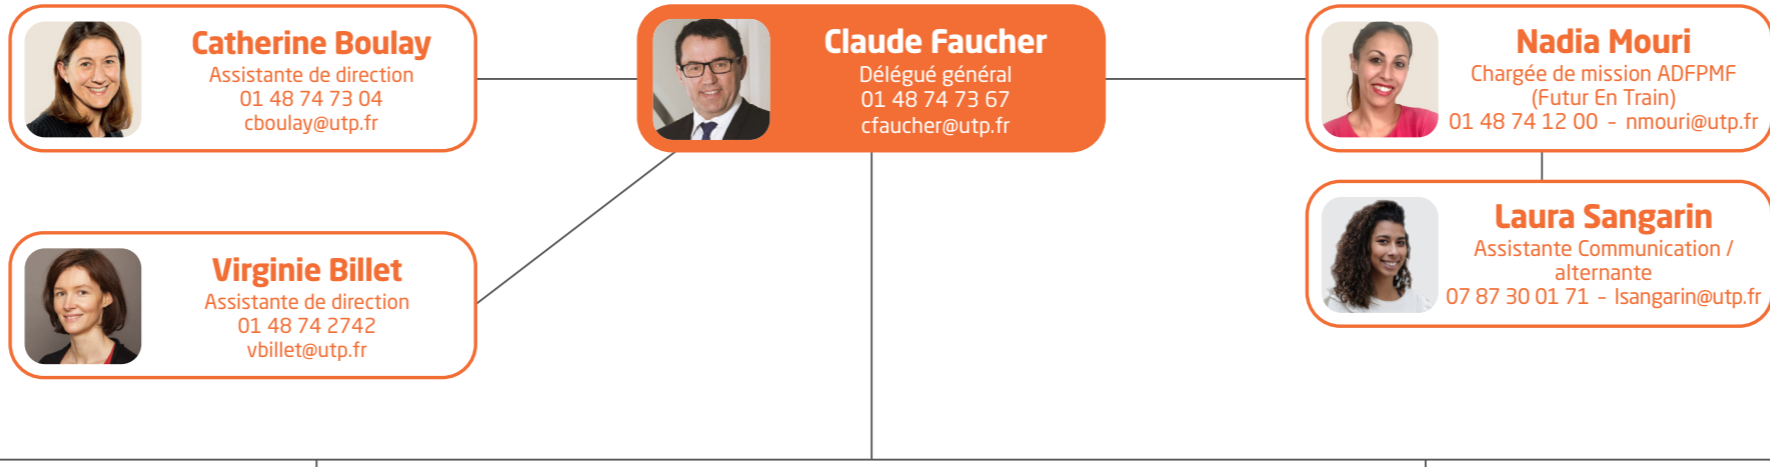 Catherine Boulay
Assistante de direction
01 48 74 73 04
cboulay@utp.fr
Claude Faucher
Délégué général
01 48 74 73 67
cfaucher@utp.fr
Nadia Mouri
Chargée de mission ADFPMF
(Futur En Train)
01 48 74 12 00 - nmouri@utp.fr
Virginie Billet
Assistante de direction
01 48 74 2742
vbillet@utp.fr
Laura Sangarin
Assistante Communication /
alternante
07 87 30 01 71 - lsangarin@utp.fr